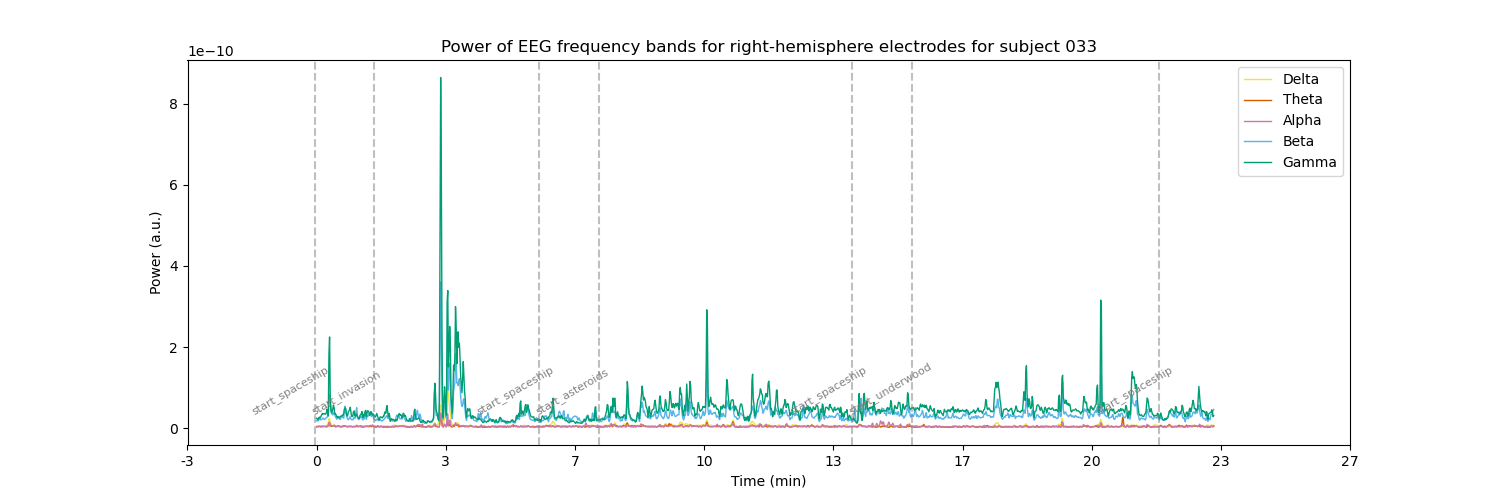 Power of EEG frequency bands for right-hemisphere electrodes for subject 033
1e−10
Delta
Theta
Alpha
Beta
Gamma
8
6
4
2
0
Power (a.u.)
start_spaceship
start_invasion
start_spaceship
start_asteroids
start_spaceship
start_underwood
start_spaceship
-3 0 3 7 10 13 17 20 23 27
Time (min)